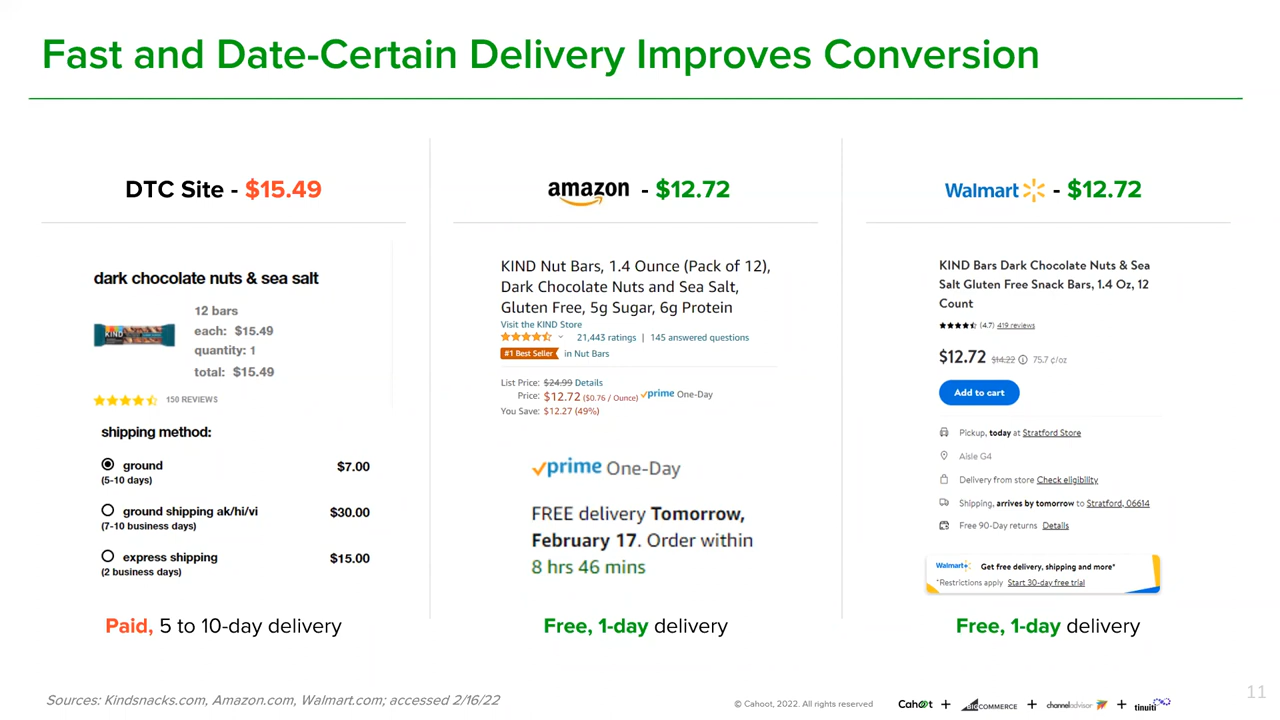 Fast and Date-Certain Delivery Improves Conversion
DTC Site - $15.49
dark chocolate nuts & sea salt
KIND
12 bars
each: $15.49
quantity: 1
total: $15.49
150 REVIEWS
shipping method:
ground $7.00
(5-10 days)
ground shipping ak/hi/vi $30.00
(7-10 business days)
express shipping $15.00
(2 business days)
Paid, 5 to 10-day delivery
amazon - $12.72
KIND Nut Bars, 1.4 Ounce (Pack of 12),
Dark Chocolate Nuts and Sea Salt,
Gluten Free, 5g Sugar, 6g Protein
Visit the KIND Store
21,443 ratings | 145 answered questions
#1 Best Seller in Nut Bars
List Price: $24.99 Details
Price: $12.72 ($0.76 / Ounce) prime One-Day
You Save: $12.27 (49%)
prime One-Day
FREE delivery Tomorrow,
February 17. Order within
8 hrs 46 mins
Free, 1-day delivery
Walmart - $12.72
KIND Bars Dark Chocolate Nuts & Sea
Salt Gluten Free Snack Bars, 1.4 Oz, 12
Count
(4.7) 419 reviews
$12.72 $14.22 75.7 ¢/oz
Add to cart
Pickup, today at Stratford Store
Aisle G4
Delivery from store Check eligibility
Shipping, arrives by tomorrow to Stratford, 06614
Free 90-Day returns Details
Walmart+ Get free delivery, shipping and more*
*Restrictions apply Start 30-day free trial
Free, 1-day delivery
Sources: Kindsnacks.com, Amazon.com, Walmart.com; accessed 2/16/22
© Cahoot, 2022. All rights reserved
Cahoot + BIGCOMMERCE + channeladvisor + tinuiti
11